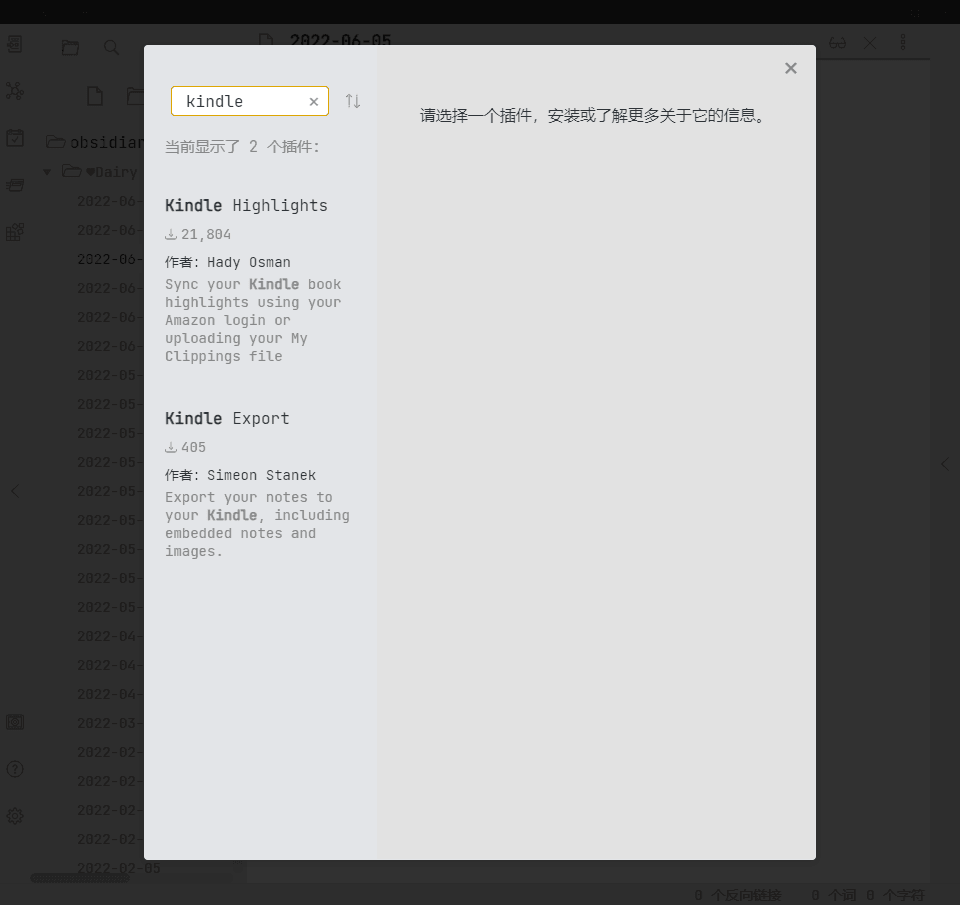 2022-06-05
kindle
当前显示了 2 个插件:
请选择一个插件，安装或了解更多关于它的信息。
Kindle Highlights
21,804
作者: Hady Osman
Sync your Kindle book
highlights using your
Amazon login or
uploading your My
Clippings file
Kindle Export
405
作者: Simeon Stanek
Export your notes to
your Kindle, including
embedded notes and
images.
obsidian
♥Dairy
2022-06-
2022-06-
2022-06-
2022-06-
2022-06-
2022-06-
2022-05-
2022-05-
2022-05-
2022-05-
2022-05-
2022-05-
2022-05-
2022-05-
2022-05-
2022-04-
2022-04-
2022-04-
2022-03-
2022-02-
2022-02-
2022-02-
2022-02-
2022-02-05
0 个反向链接 0 个词 0 个字符